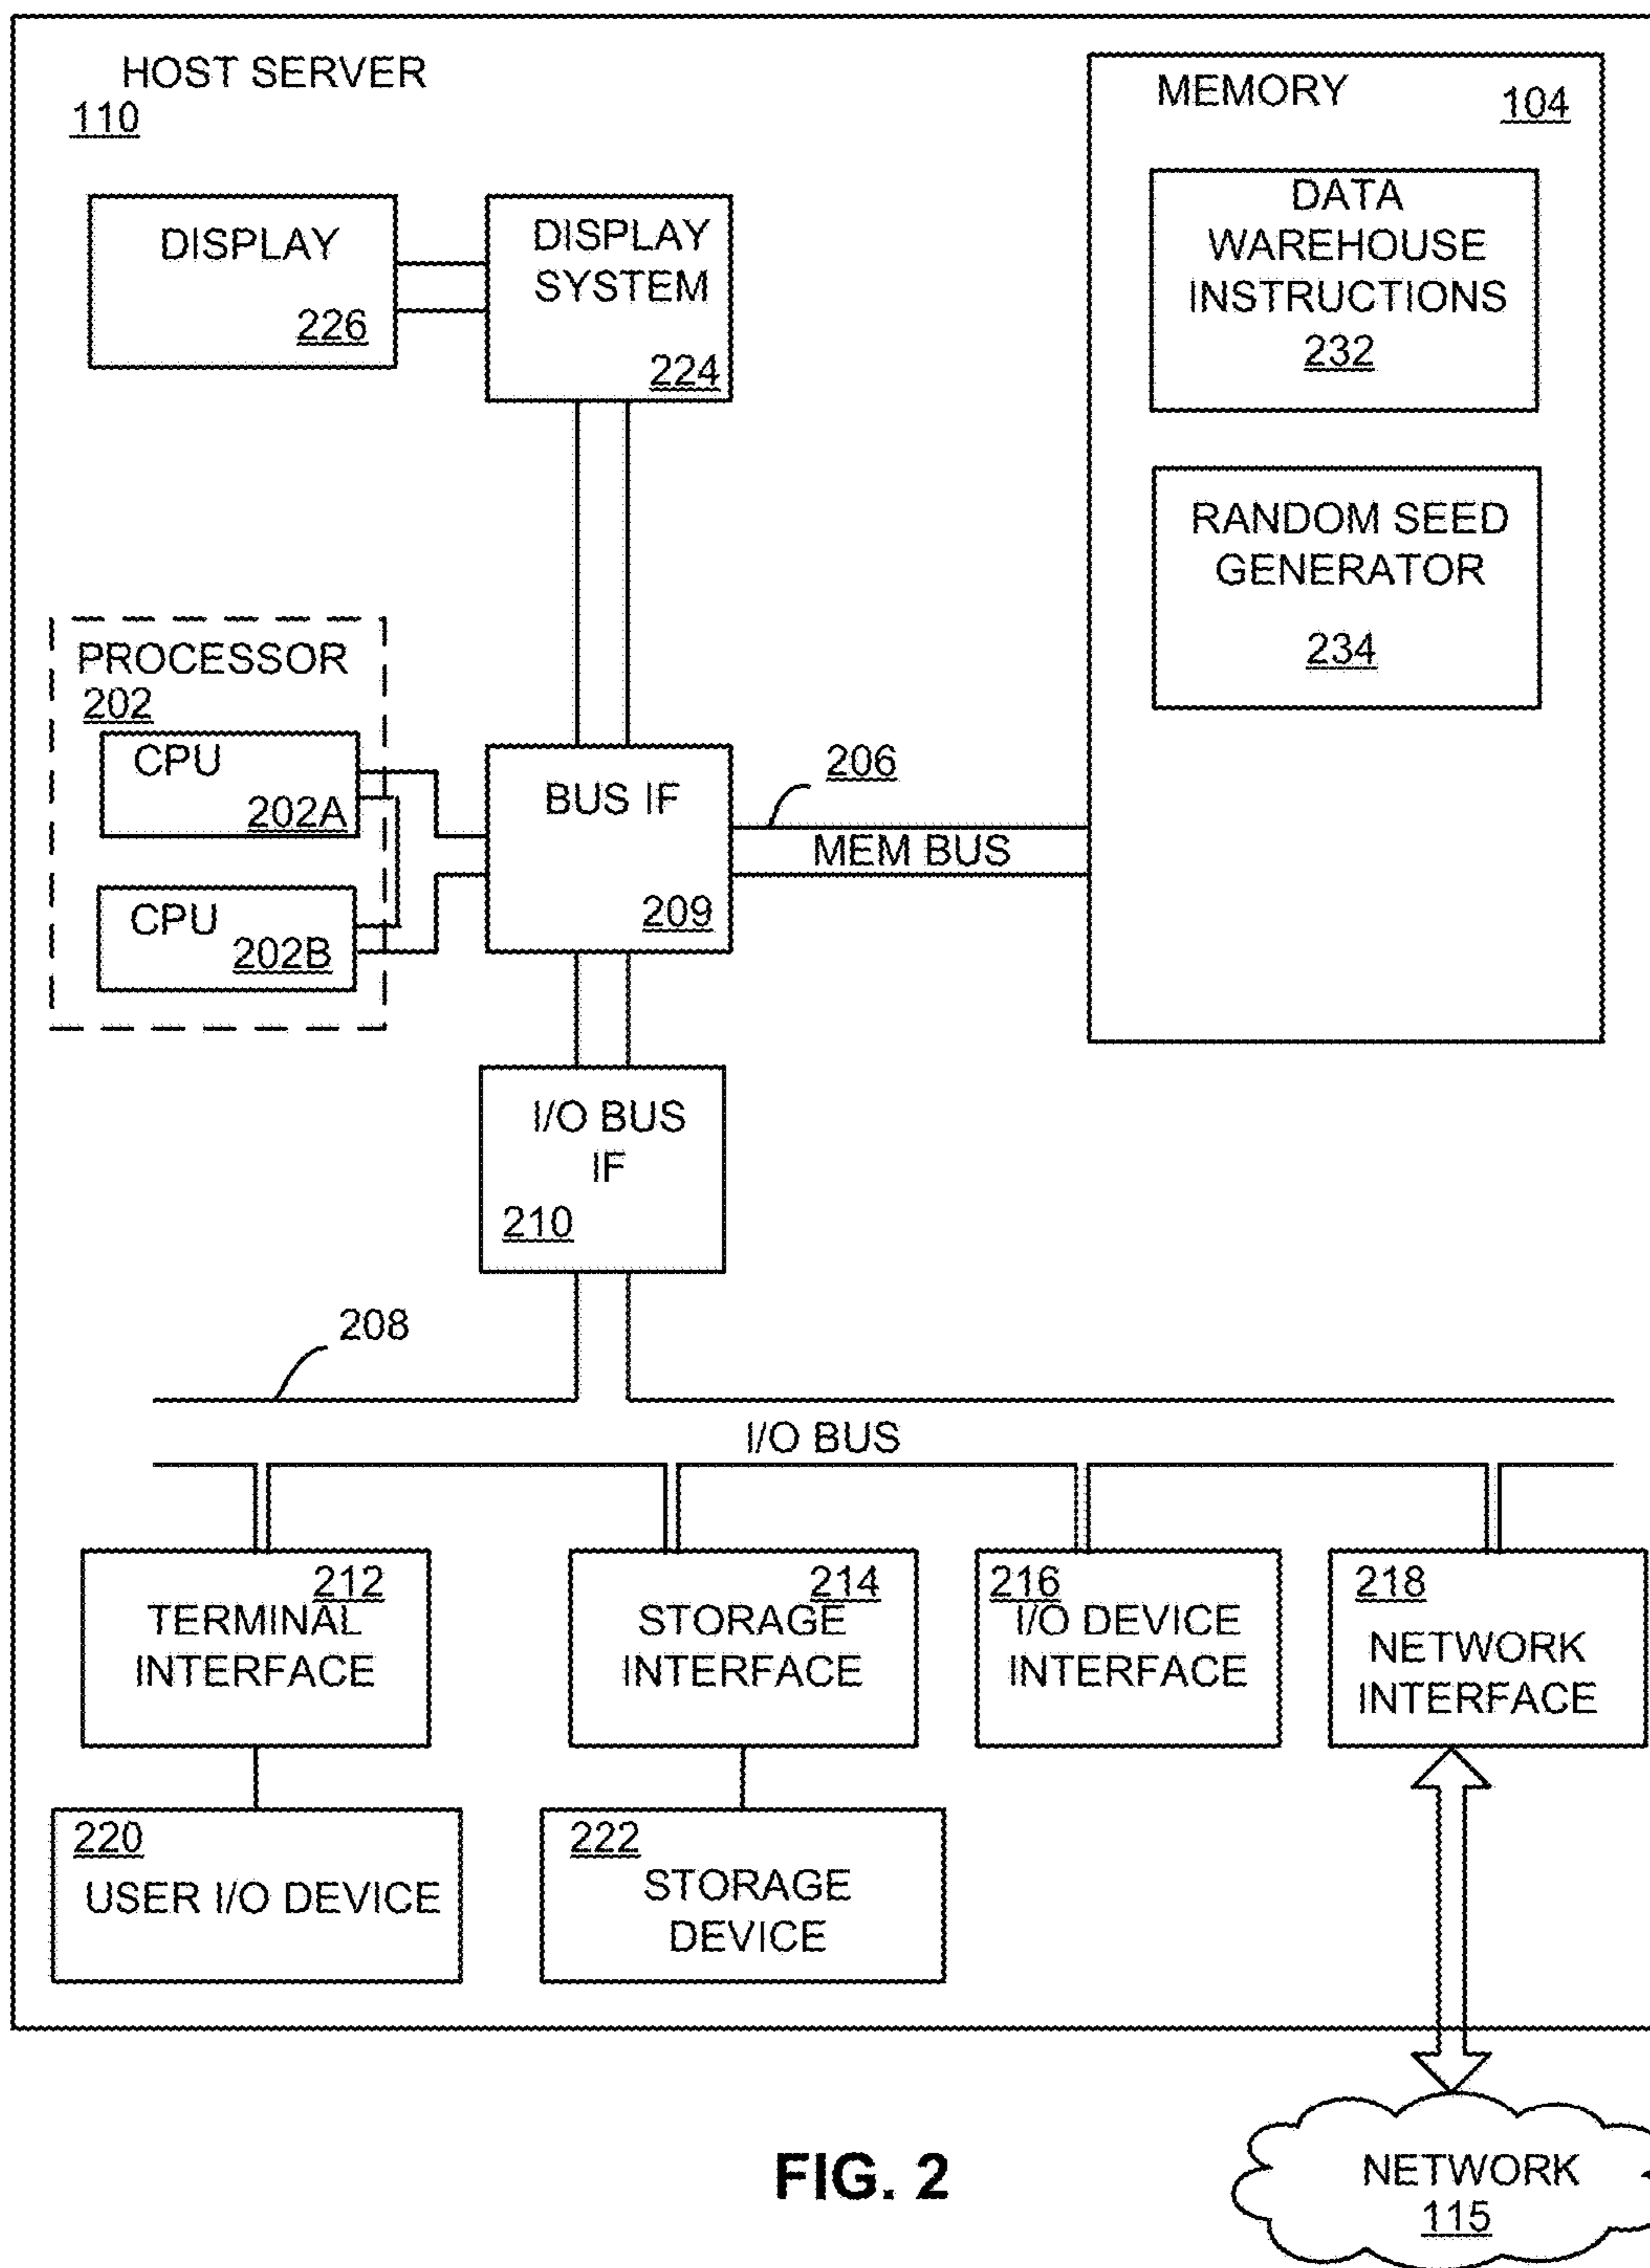 HOST SERVER
110
MEMORY
104
DATA
WAREHOUSE
INSTRUCTIONS
232
RANDOM SEED
GENERATOR
234
DISPLAY
226
DISPLAY
SYSTEM
224
PROCESSOR
202
CPU
202A
CPU
202B
BUS IF
209
206
MEM BUS
I/O BUS
IF
210
208
I/O BUS
212
TERMINAL
INTERFACE
214
STORAGE
INTERFACE
216
I/O DEVICE
INTERFACE
218
NETWORK
INTERFACE
220
USER I/O DEVICE
222
STORAGE
DEVICE
FIG. 2
NETWORK
115